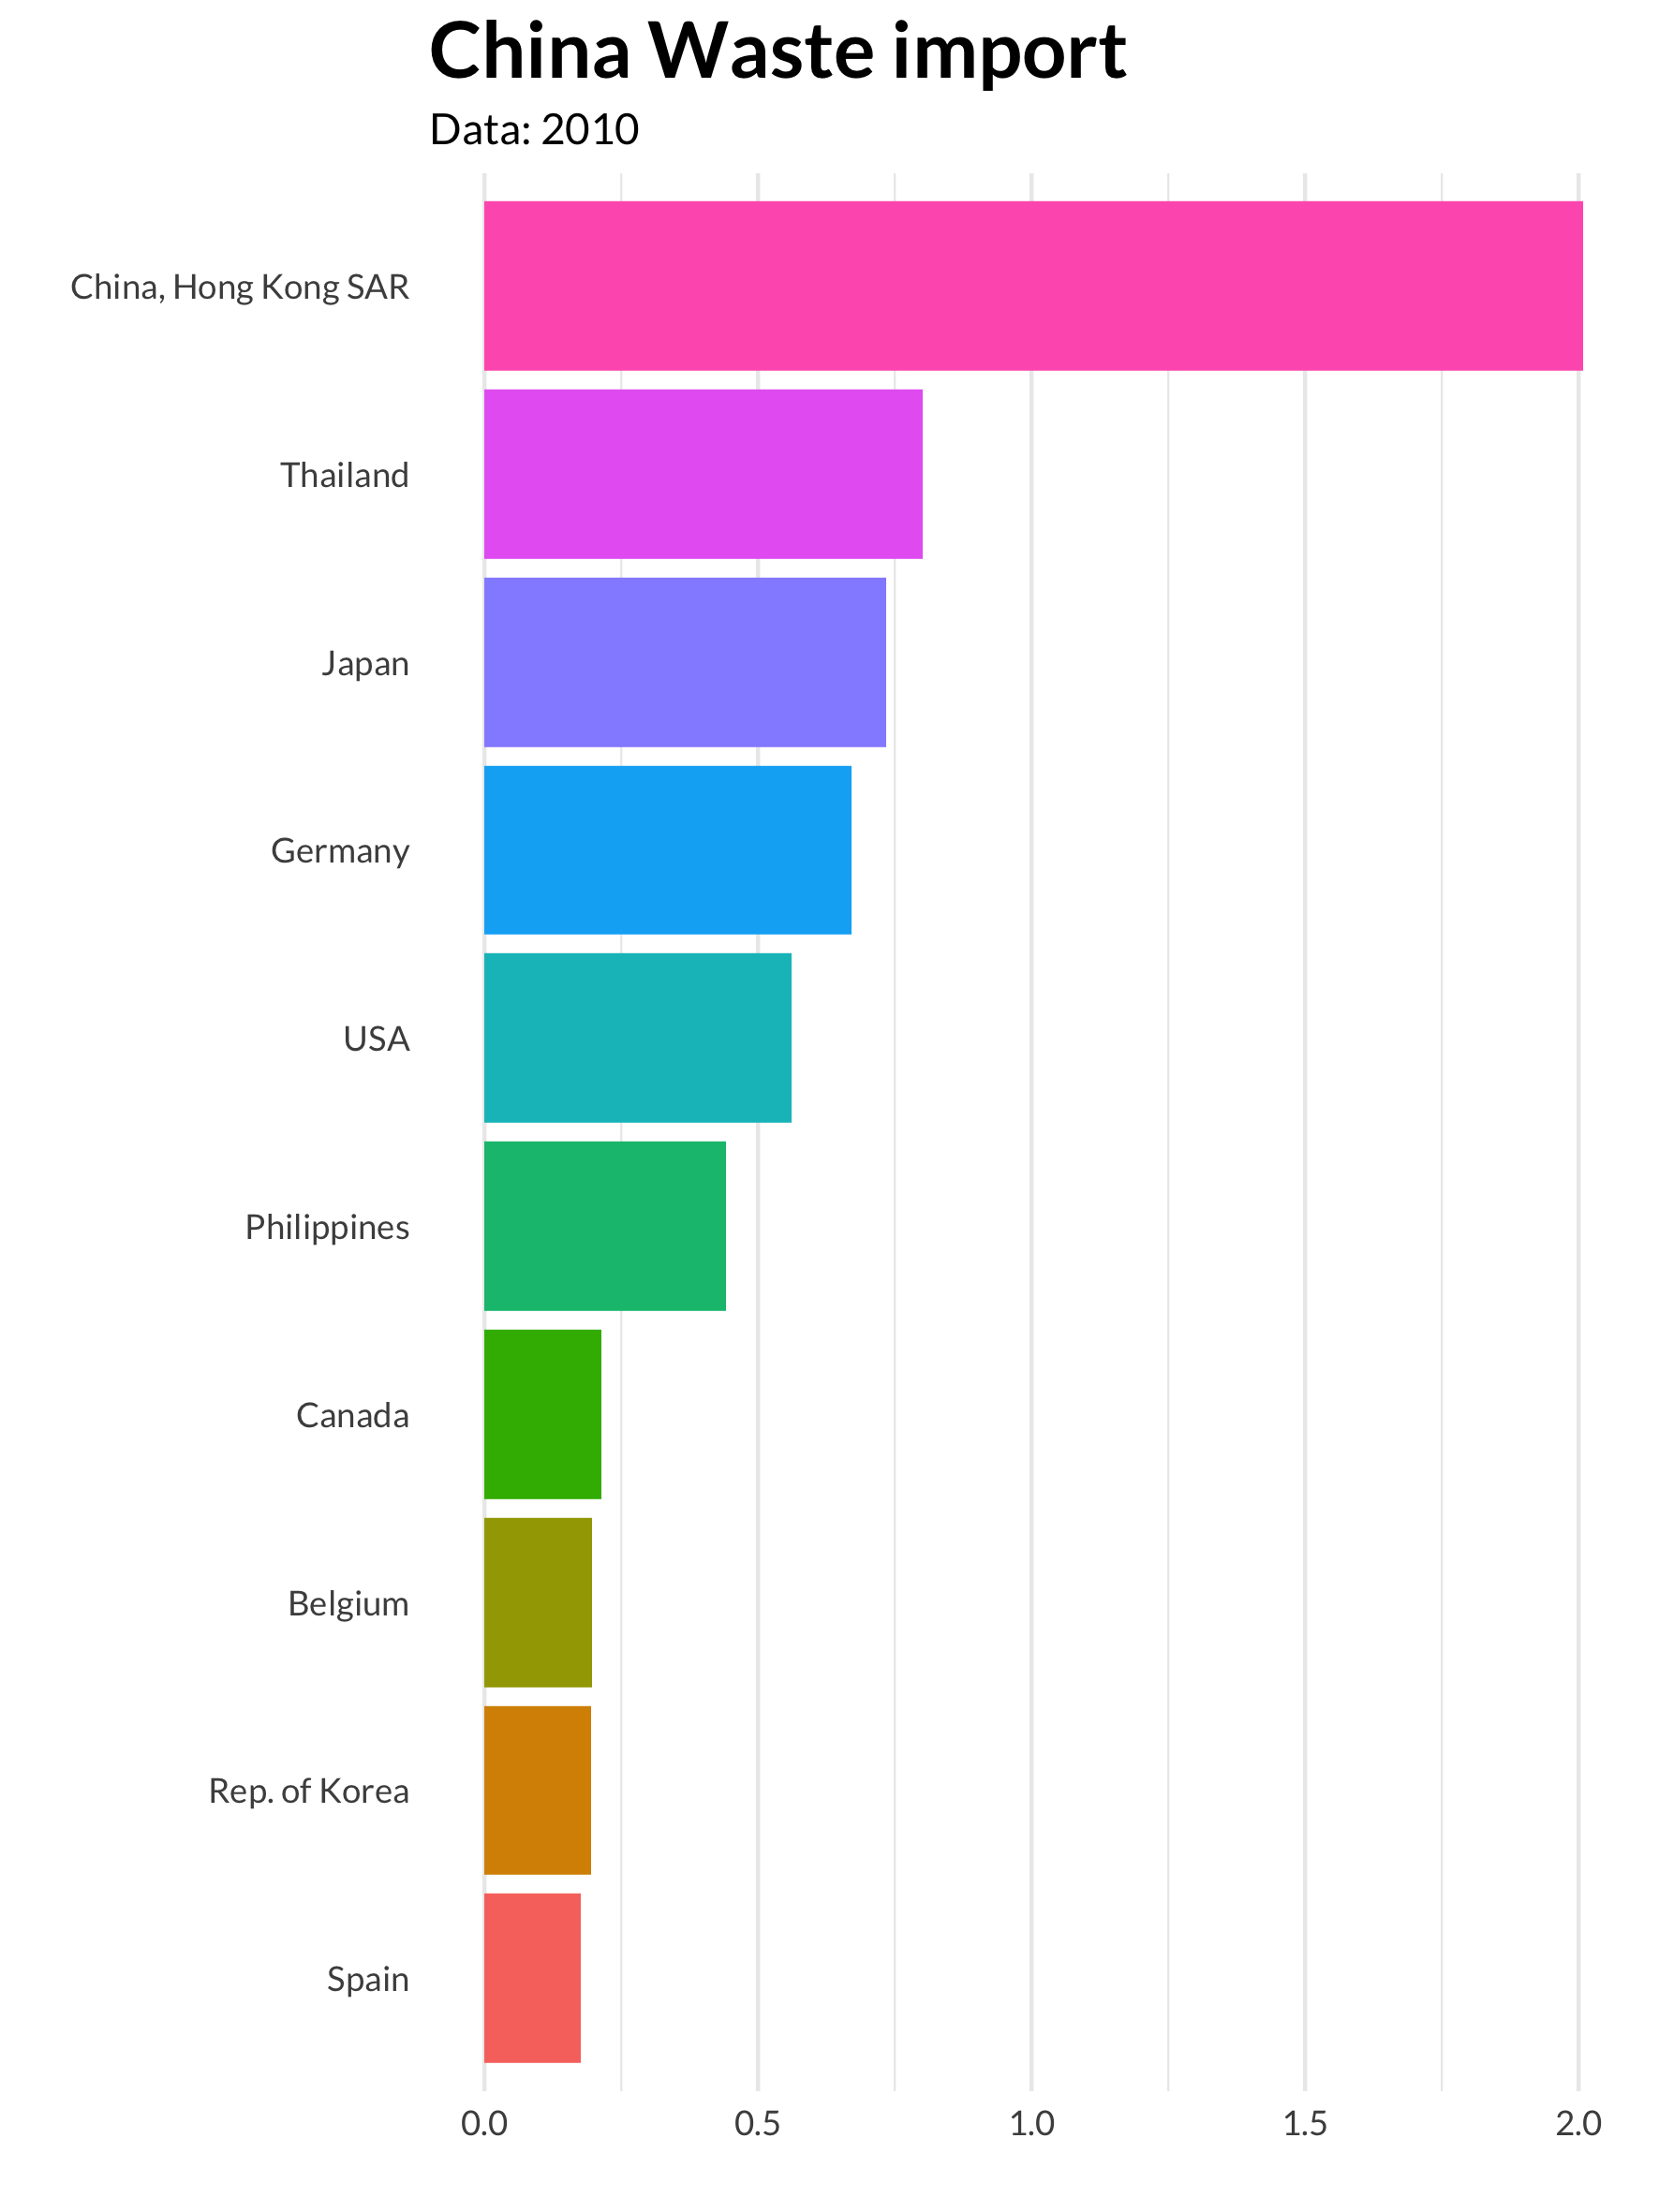 China Waste import
Data: 2010
China, Hong Kong SAR
Thailand
Japan
Germany
USA
Philippines
Canada
Belgium
Rep. of Korea
Spain
0.0 0.5 1.0 1.5 2.0